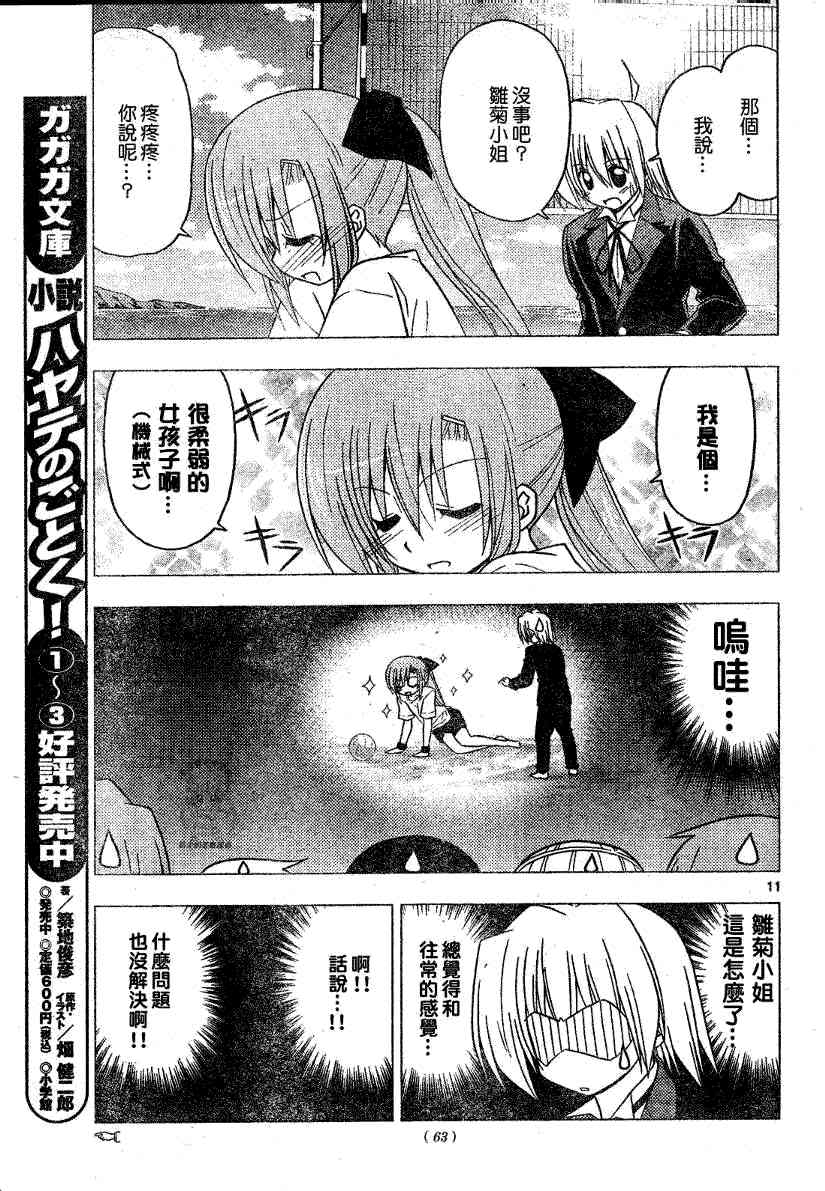 那個…
我說…
沒事吧?
雛菊小姐
疼疼疼…
你說呢…?
我是個…
很柔弱的
女孩子啊…
(機械式)
嗚哇…
11
雛菊小姐
這是怎麼了…
總覺得和
往常的感覺…
啊!!
話說…!!
什麼問題
也沒解決啊!!
(63)
ガガガ文庫
小説 ハヤテのごとく!
①~③好評発売中
著/築地俊彦 原作・イラスト/畑 健二郎
◎発売中 ◎定価600円(税込) ◎小学館